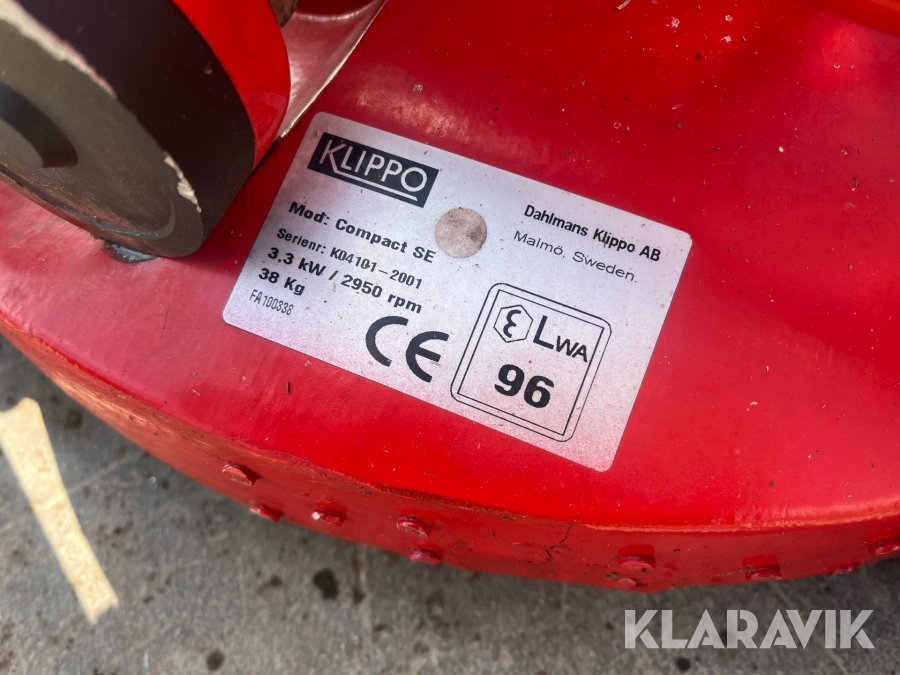 KLIPPO
Mod: Compact SE
Serienr: K04101-2001
3,3 kW / 2950 rpm
38 Kg
FA100338
Dahlmans Klippo AB
Malmö, Sweden.
CE
LWA
96
KLARAVIK